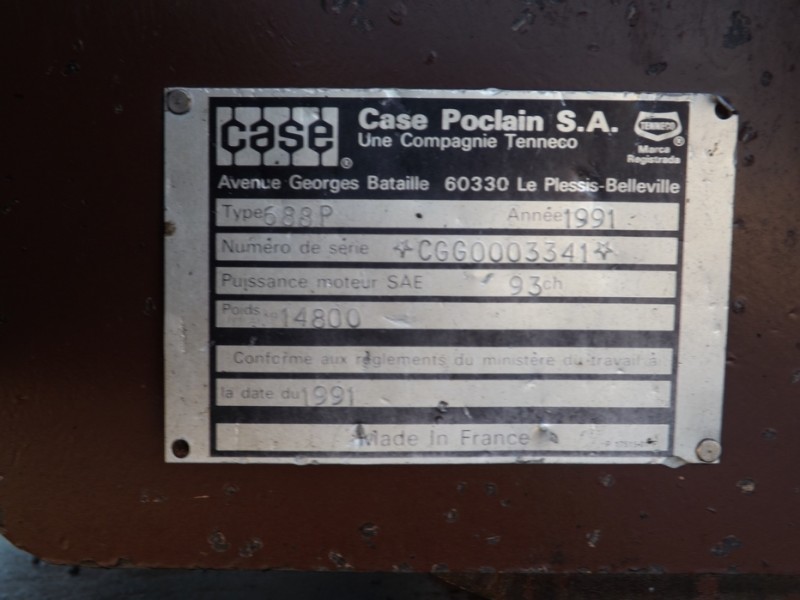 case ®
Case Poclain S.A.
Une Compagnie Tenneco
TENNECO ®
Marca
Registrada
Avenue Georges Bataille 60330 Le Plessis-Belleville
Type 688P Année 1991
Numéro de série ☆CGG0003341☆
Puissance moteur SAE 93 ch
Poids 14800
Conforme aux règlements du ministère du travail à
la date du 1991
Made In France